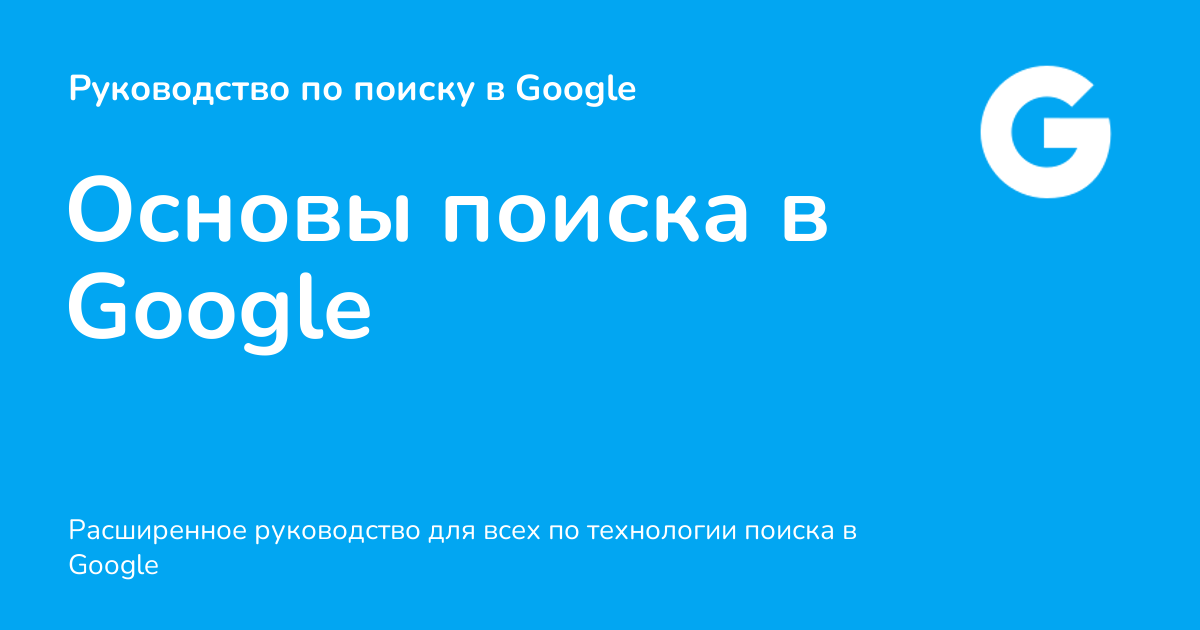 Руководство по поиску в Google
Основы поиска в
Google
Расширенное руководство для всех по технологии поиска в
Google